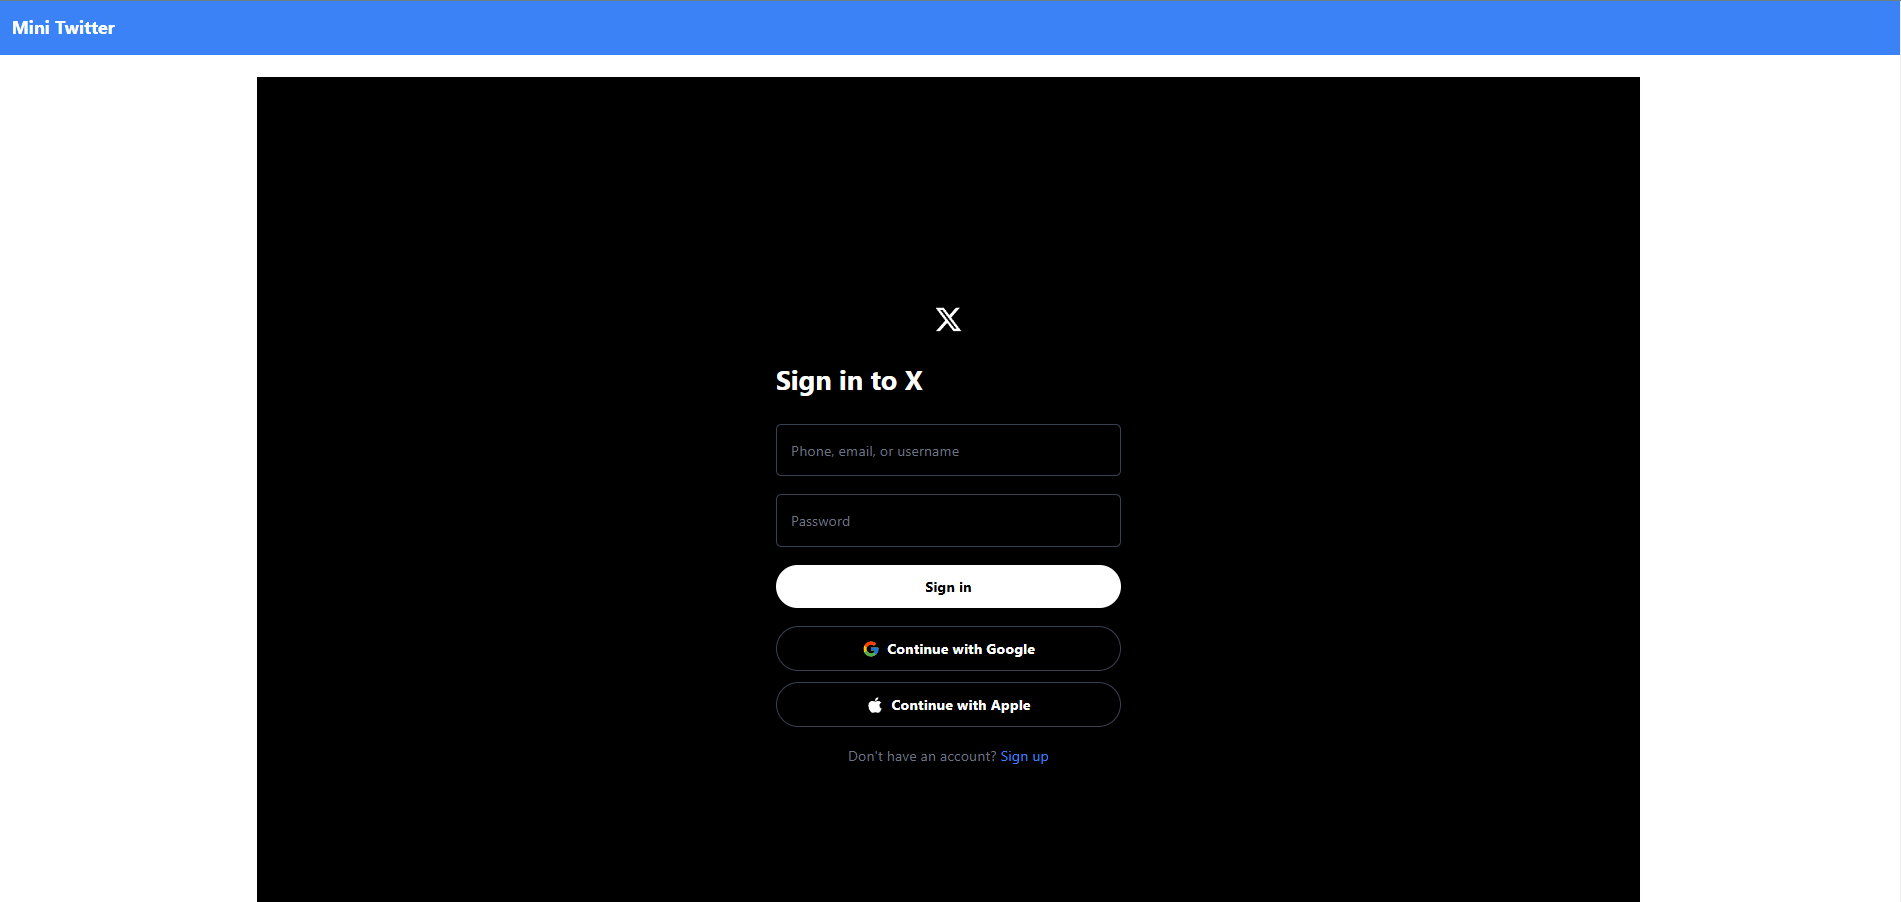 Mini Twitter
Sign in to X
Phone, email, or username
Password
Sign in
Continue with Google
Continue with Apple
Don't have an account? Sign up